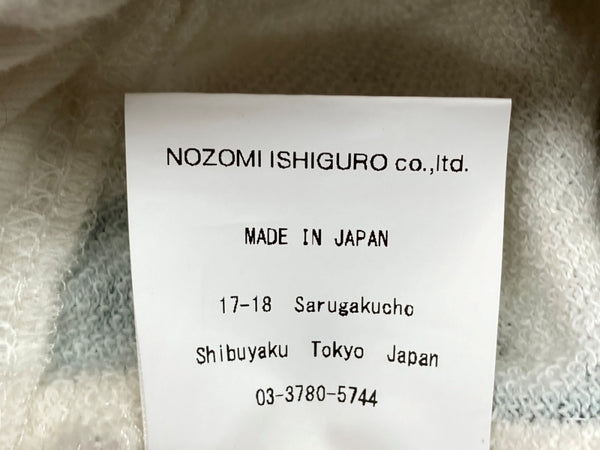 NOZOMI ISHIGURO co.,ltd.
MADE IN JAPAN
17-18 Sarugakucho
Shibuyaku Tokyo Japan
03-3780-5744